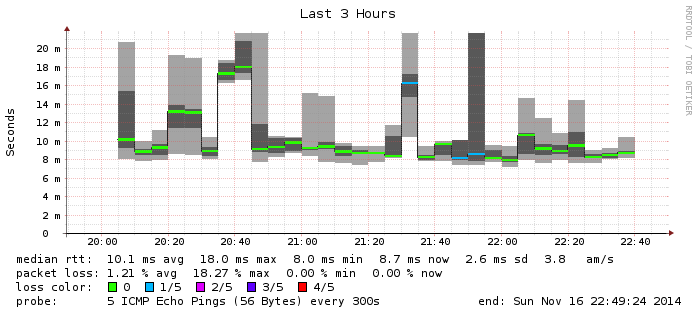 Last 3 Hours
RRDTOOL / TOBI OETIKER
Seconds
20 m
18 m
16 m
14 m
12 m
10 m
8 m
6 m
4 m
2 m
0
20:00 20:20 20:40 21:00 21:20 21:40 22:00 22:20 22:40
median rtt: 10.1 ms avg 18.0 ms max 8.0 ms min 8.7 ms now 2.6 ms sd 3.8 am/s
packet loss: 1.21 % avg 18.27 % max 0.00 % min 0.00 % now
loss color: 0 1/5 2/5 3/5 4/5
probe: 5 ICMP Echo Pings (56 Bytes) every 300s end: Sun Nov 16 22:49:24 2014